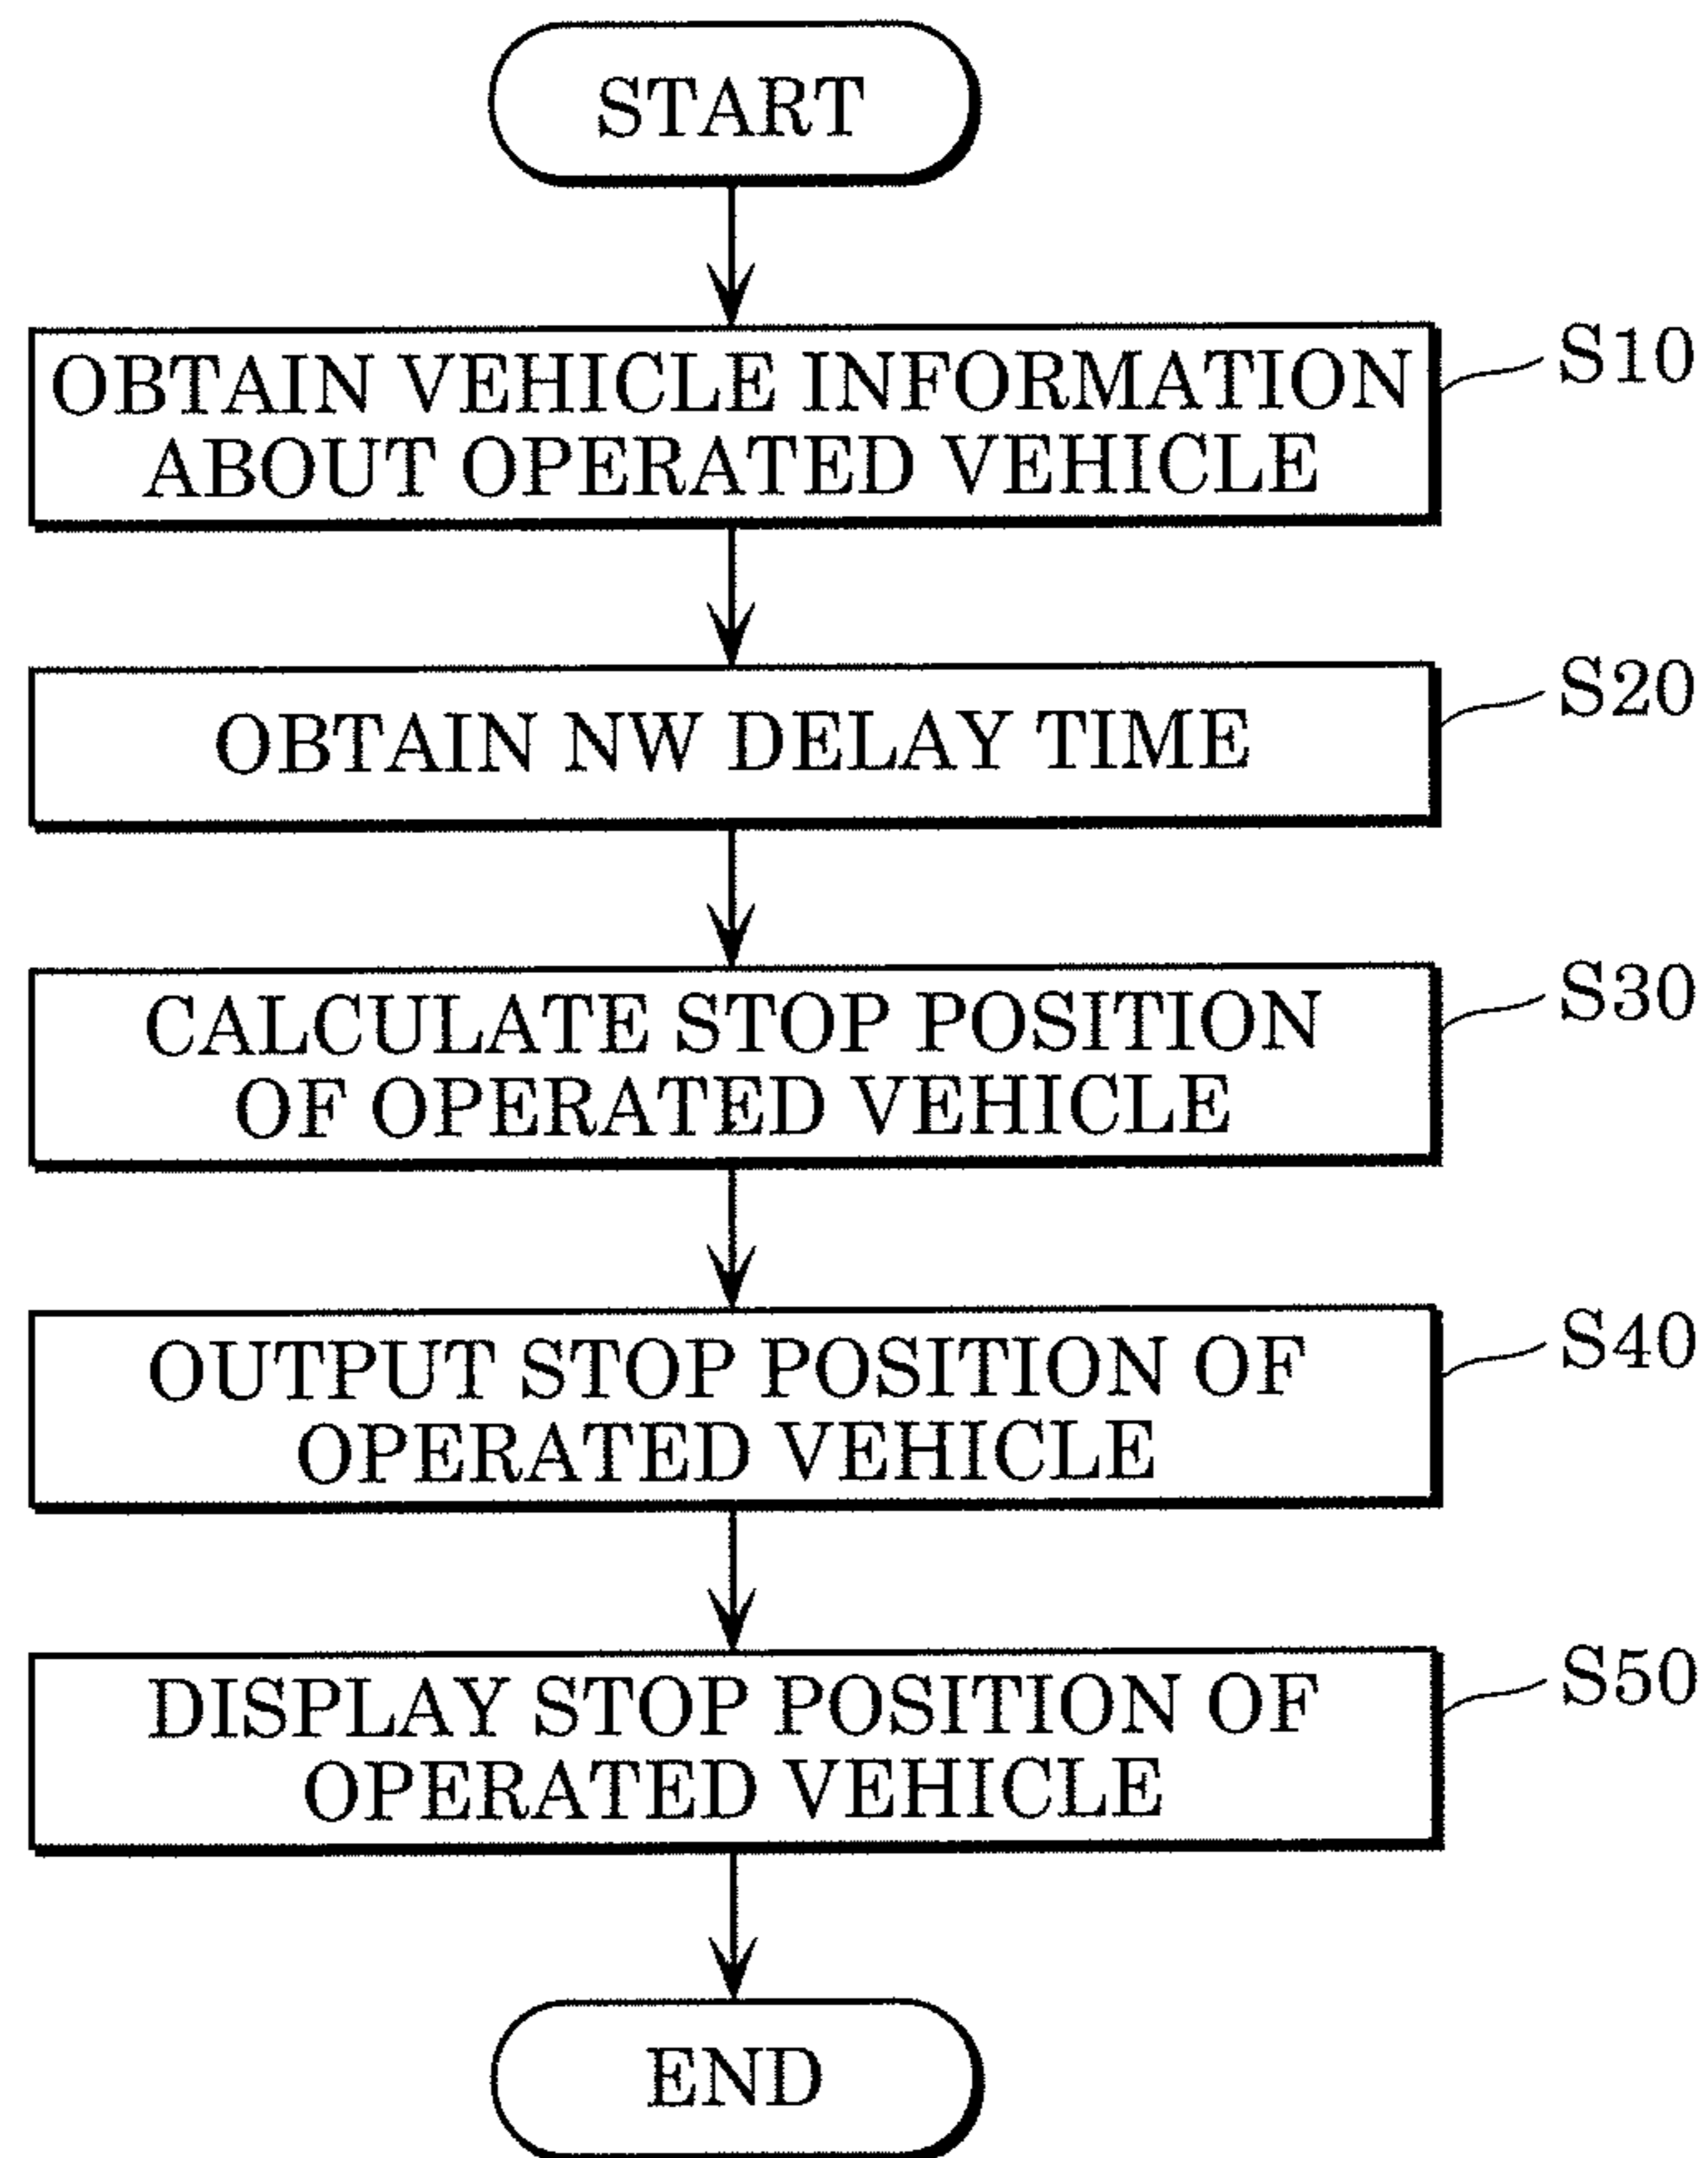 START
OBTAIN VEHICLE INFORMATION
ABOUT OPERATED VEHICLE
S10
OBTAIN NW DELAY TIME
S20
CALCULATE STOP POSITION
OF OPERATED VEHICLE
S30
OUTPUT STOP POSITION OF
OPERATED VEHICLE
S40
DISPLAY STOP POSITION OF
OPERATED VEHICLE
S50
END